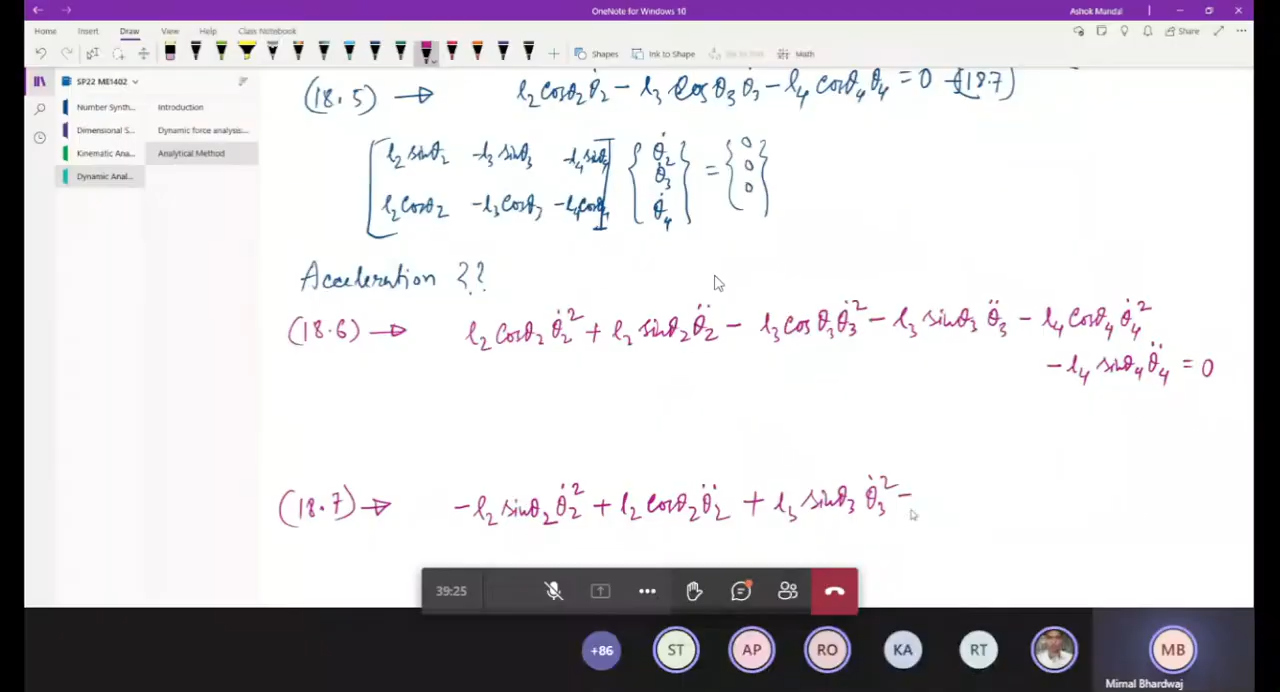 OneNote for Windows 10
Ashok Mandal
Home Insert Draw View Help Class Notebook
Shapes Ink to Shape Ink to Text Math
Share
SP22 ME1402
Number Synth...
Introduction
Dimensional S...
Dynamic force analysis...
Kinematic Ana...
Analytical Method
Dynamic Anal...
(18.5) → l₂ cosθ₂ θ̇₂ − l₃ cosθ₃ θ̇₃ − l₄ cosθ₄ θ̇₄ = 0 −(18.7)
[ l₂ sinθ₂ −l₃ sinθ₃ −l₄ sinθ₄ ] { θ̇₂ θ̇₃ θ̇₄ } = { 0 0 0 }
[ l₂ cosθ₂ −l₃ cosθ₃ −l₄ cosθ₄ ]
Acceleration ??
(18.6) → l₂ cosθ₂ θ̇₂² + l₂ sinθ₂ θ̈₂ − l₃ cosθ₃ θ̇₃² − l₃ sinθ₃ θ̈₃ − l₄ cosθ₄ θ̇₄²
− l₄ sinθ₄ θ̈₄ = 0
(18.7) → −l₂ sinθ₂ θ̇₂² + l₂ cosθ₂ θ̈₂ + l₃ sinθ₃ θ̇₃² −
39:25
+86 ST AP RO KA RT MB
Mirnal Bhardwaj